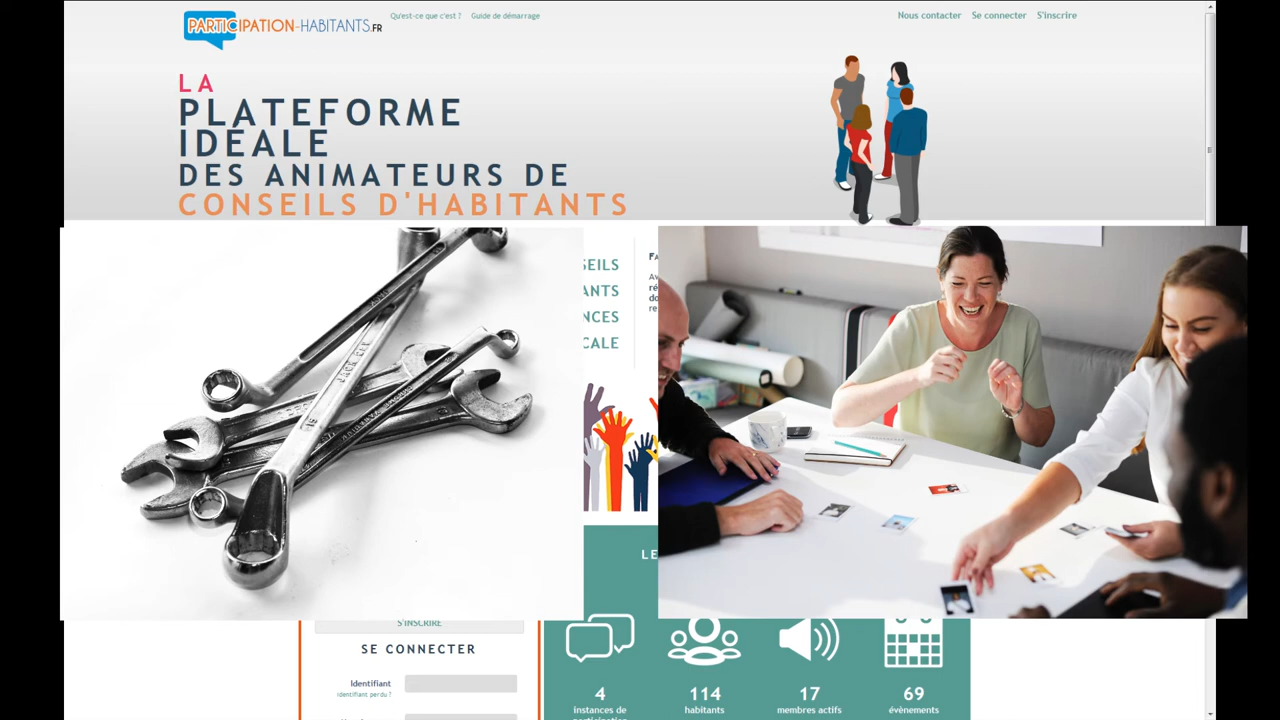 PARTICIPATION-HABITANTS.FR
Qu'est-ce que c'est ?
Guide de démarrage
Nous contacter
Se connecter
S'inscrire
LA
PLATEFORME
IDÉALE
DES ANIMATEURS DE
CONSEILS D'HABITANTS
SEILS
ANTS
NCES
CALE
S'INSCRIRE
SE CONNECTER
Identifiant
Identifiant perdu ?
LE
4
instances de
participation
114
habitants
17
membres actifs
69
évènements